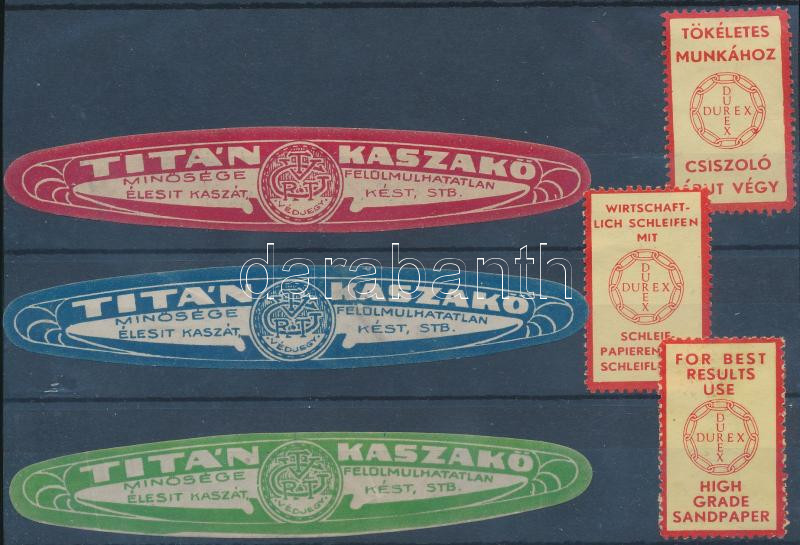 TITÁN KASZAKŐ
MINŐSÉGE FELÜLMULHATATLAN
ÉLESIT KASZÁT, KÉST, STB.
VÉDJEGY
TITÁN KASZAKŐ
MINŐSÉGE FELÜLMULHATATLAN
ÉLESIT KASZÁT, KÉST, STB.
VÉDJEGY
TITÁN KASZAKŐ
MINŐSÉGE FELÜLMULHATATLAN
ÉLESIT KASZÁT, KÉST, STB.
VÉDJEGY
TÖKÉLETES
MUNKÁHOZ
DUREX
DUREX
CSISZOLÓ
VÉGY
WIRTSCHAFT-
LICH SCHLEIFEN
MIT
DUREX
DUREX
SCHLEIF-
FOR BEST
RESULTS
USE
DUREX
DUREX
HIGH
GRADE
SANDPAPER
darabanth